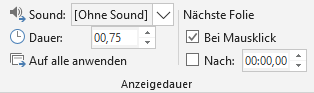 Sound: [Ohne Sound] Nächste Folie
Dauer: 00,75 Bei Mausklick
Auf alle anwenden Nach: 00:00,00
Anzeigedauer